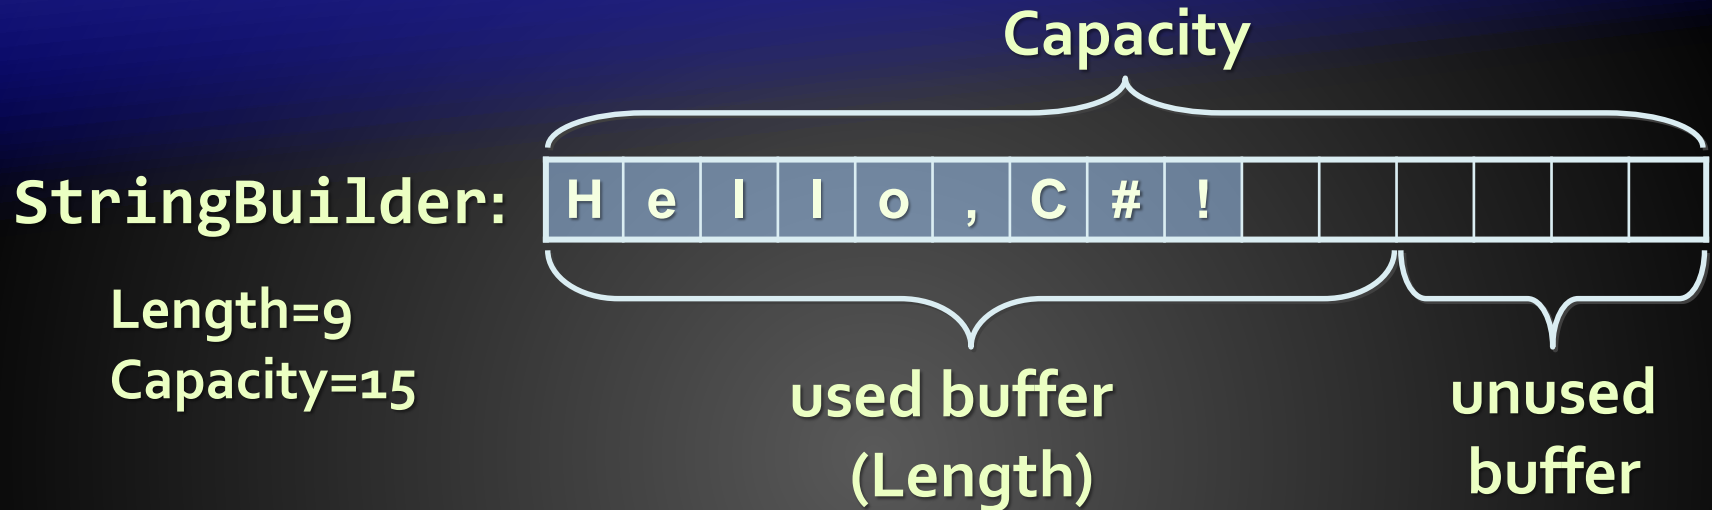 Capacity
StringBuilder: H e l l o , C # !
Length=9
Capacity=15
used buffer
(Length)
unused
buffer